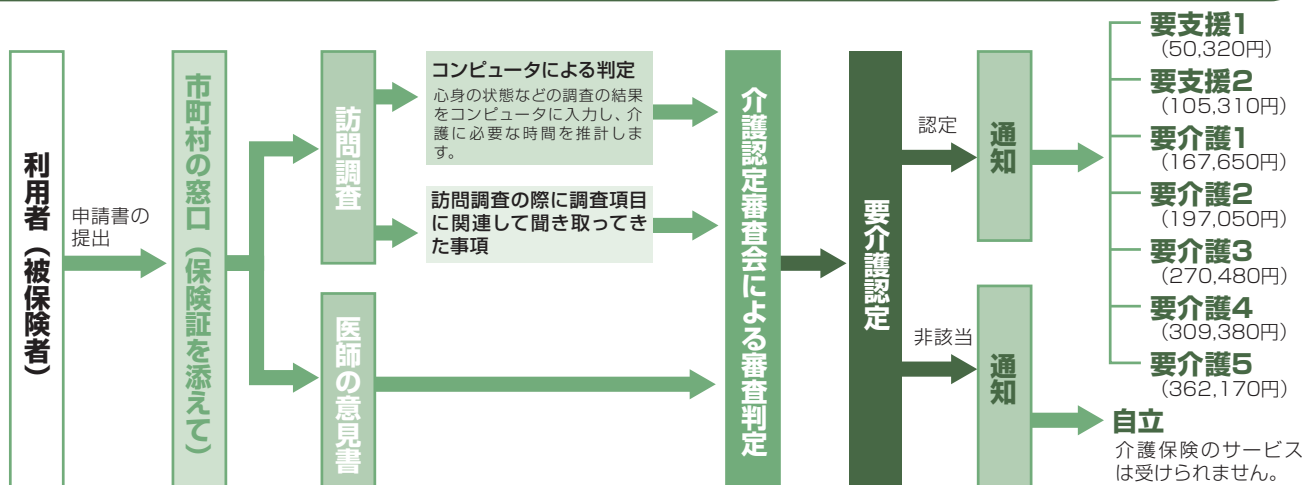 利用者（被保険者）
申請書の
提出
市町村の窓口（保険証を添えて）
訪問調査
コンピュータによる判定
心身の状態などの調査の結果
をコンピュータに入力し、介
護に必要な時間を推計しま
す。
訪問調査の際に調査項目
に関連して聞き取ってき
た事項
医師の意見書
介護認定審査会による審査判定
要介護認定
認定
通知
要支援1
（50,320円）
要支援2
（105,310円）
要介護1
（167,650円）
要介護2
（197,050円）
要介護3
（270,480円）
要介護4
（309,380円）
要介護5
（362,170円）
非該当
通知
自立
介護保険のサービス
は受けられません。